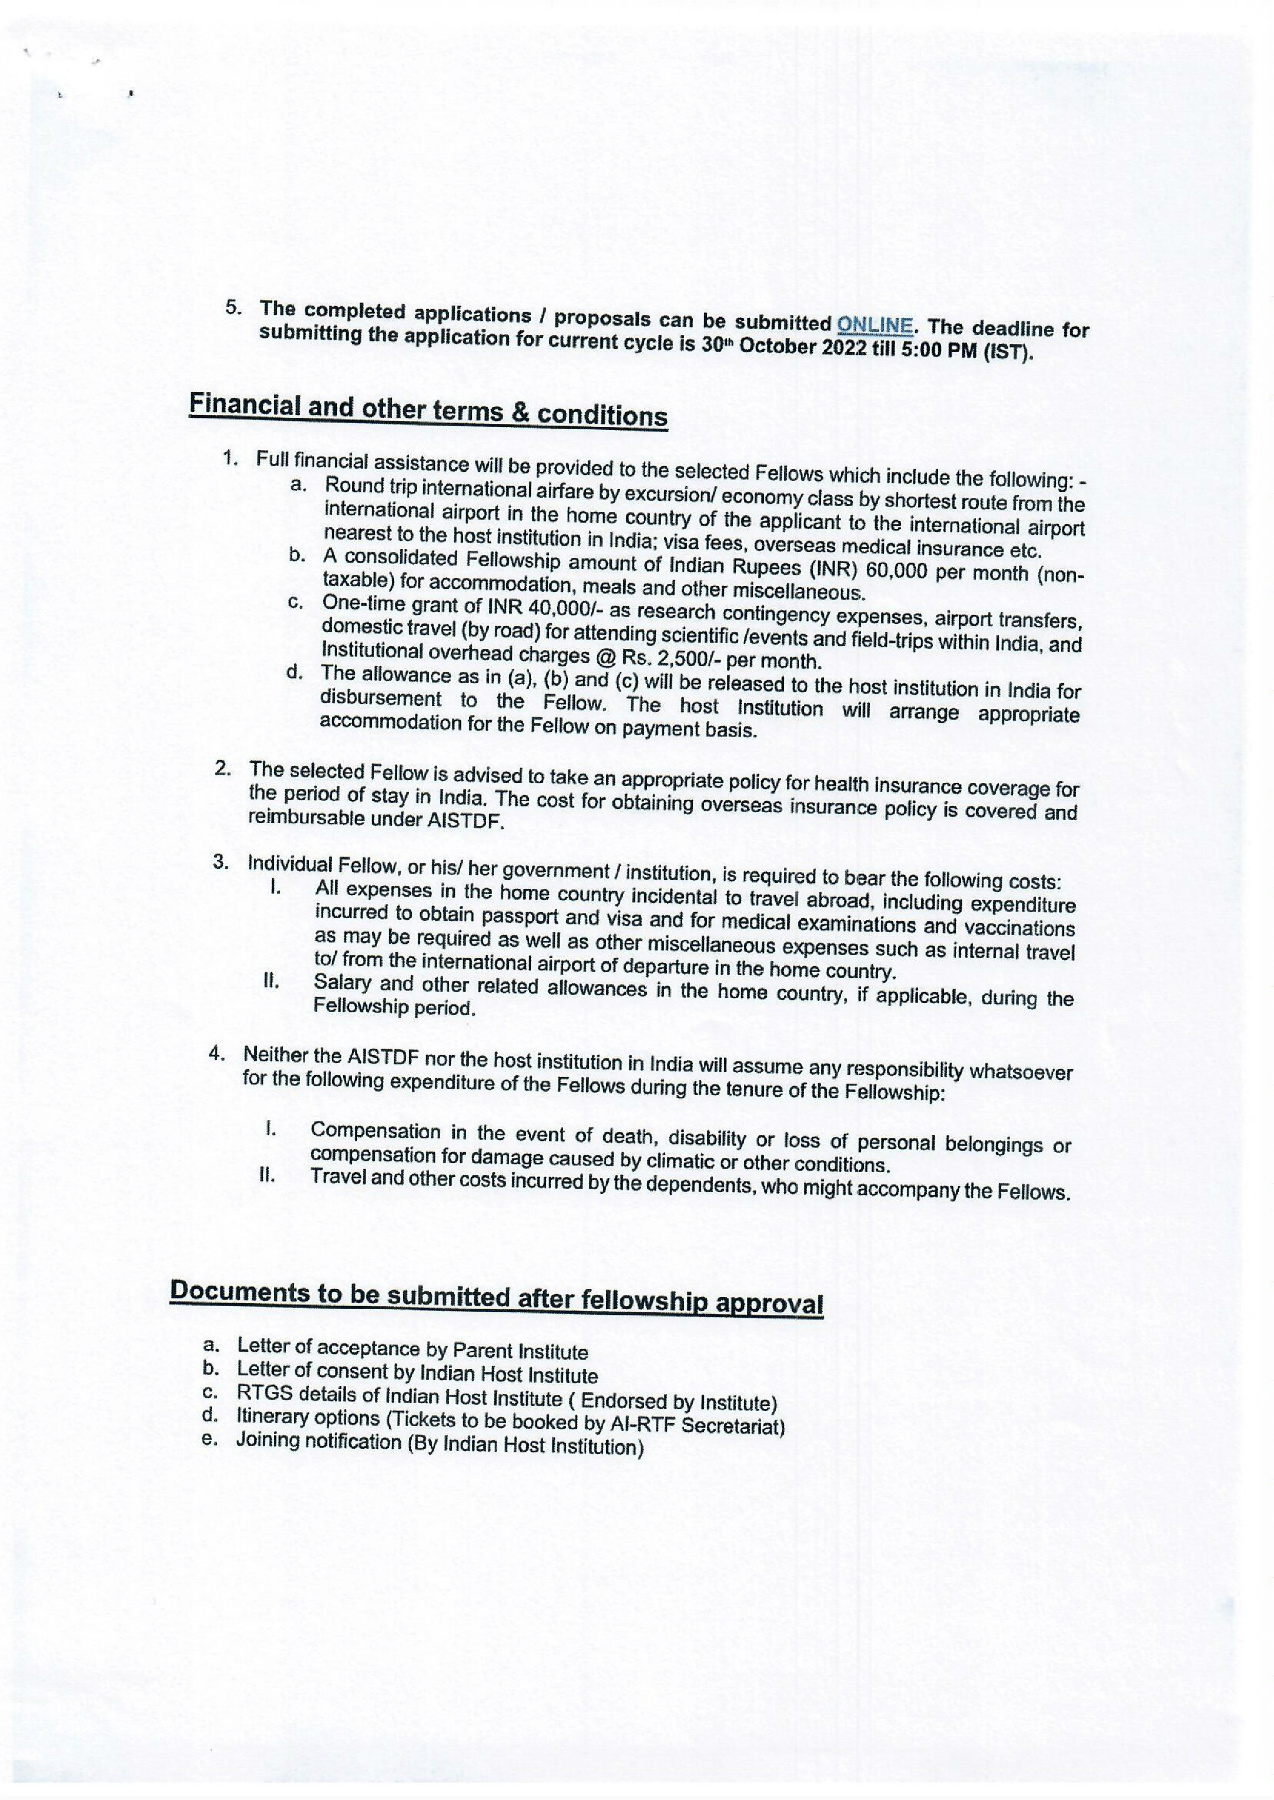 5. The completed applications / proposals can be submitted ONLINE. The deadline for
submitting the application for current cycle is 30th October 2022 till 5:00 PM (IST).
Financial and other terms & conditions
1. Full financial assistance will be provided to the selected Fellows which include the following: -
a. Round trip international airfare by excursion/ economy class by shortest route from the
international airport in the home country of the applicant to the international airport
nearest to the host institution in India; visa fees, overseas medical insurance etc.
b. A consolidated Fellowship amount of Indian Rupees (INR) 60,000 per month (non-
taxable) for accommodation, meals and other miscellaneous.
c. One-time grant of INR 40,000/- as research contingency expenses, airport transfers,
domestic travel (by road) for attending scientific /events and field-trips within India, and
Institutional overhead charges @ Rs. 2,500/- per month.
d. The allowance as in (a), (b) and (c) will be released to the host institution in India for
disbursement to the Fellow. The host Institution will arrange appropriate
accommodation for the Fellow on payment basis.
2. The selected Fellow is advised to take an appropriate policy for health insurance coverage for
the period of stay in India. The cost for obtaining overseas insurance policy is covered and
reimbursable under AISTDF.
3. Individual Fellow, or his/ her government / institution, is required to bear the following costs:
I. All expenses in the home country incidental to travel abroad, including expenditure
incurred to obtain passport and visa and for medical examinations and vaccinations
as may be required as well as other miscellaneous expenses such as internal travel
to/ from the international airport of departure in the home country.
II. Salary and other related allowances in the home country, if applicable, during the
Fellowship period.
4. Neither the AISTDF nor the host institution in India will assume any responsibility whatsoever
for the following expenditure of the Fellows during the tenure of the Fellowship:
I. Compensation in the event of death, disability or loss of personal belongings or
compensation for damage caused by climatic or other conditions.
II. Travel and other costs incurred by the dependents, who might accompany the Fellows.
Documents to be submitted after fellowship approval
a. Letter of acceptance by Parent Institute
b. Letter of consent by Indian Host Institute
c. RTGS details of Indian Host Institute ( Endorsed by Institute)
d. Itinerary options (Tickets to be booked by AI-RTF Secretariat)
e. Joining notification (By Indian Host Institution)